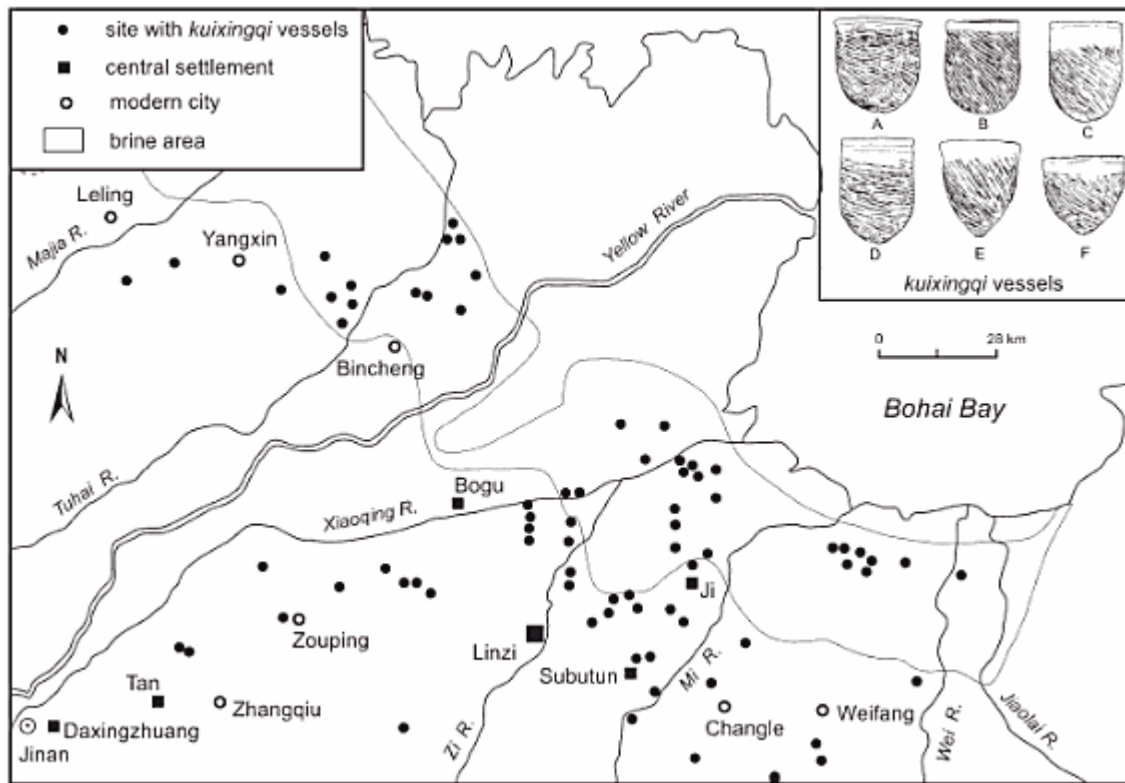 site with kuixingqi vessels
central settlement
modern city
brine area
A
B
C
D
E
F
kuixingqi vessels
Leling
Majia R.
Yangxin
Yellow River
0 28 km
N
Bincheng
Bohai Bay
Tuhai R.
Bogu
Xiaoqing R.
Ji
Zouping
Linzi
Subutun
Mi R.
Tan
Zhangqiu
Changle
Weifang
Daxingzhuang
Jinan
Zi R.
Wei R.
Jiaolai R.